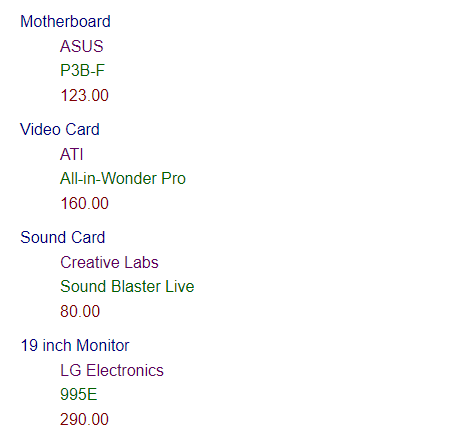 Motherboard
ASUS
P3B-F
123.00
Video Card
ATI
All-in-Wonder Pro
160.00
Sound Card
Creative Labs
Sound Blaster Live
80.00
19 inch Monitor
LG Electronics
995E
290.00